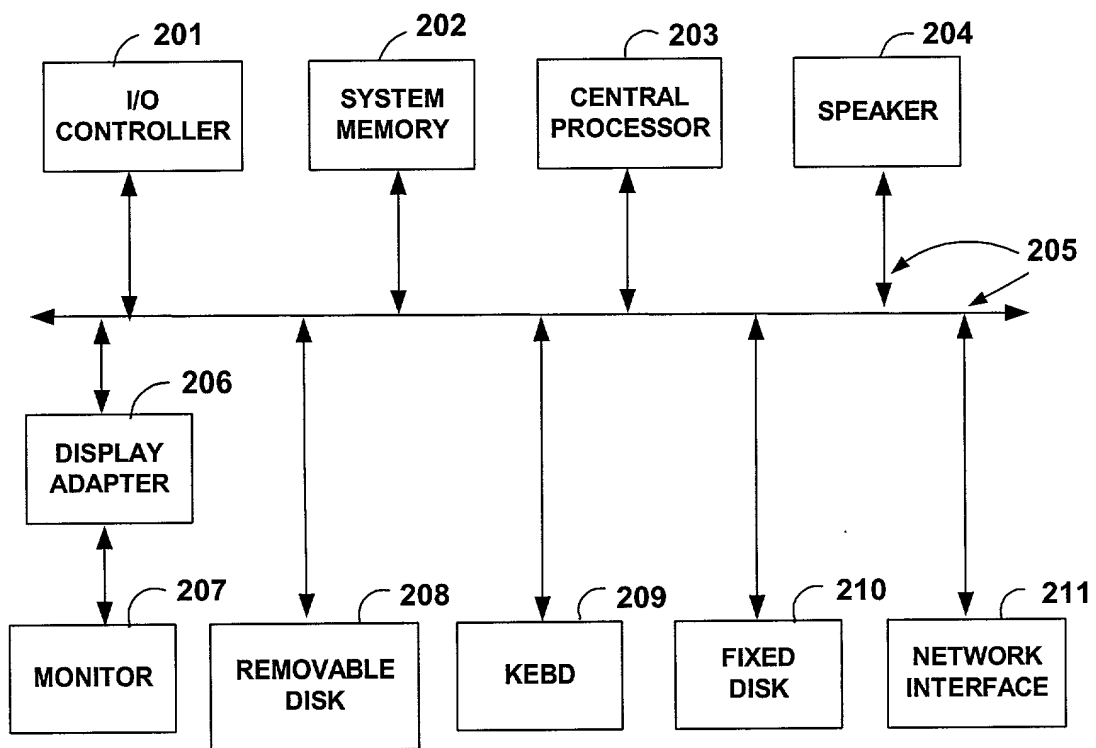 201
202
203
204
I/O
CONTROLLER
SYSTEM
MEMORY
CENTRAL
PROCESSOR
SPEAKER
205
206
DISPLAY
ADAPTER
207
208
209
210
211
MONITOR
REMOVABLE
DISK
KEBD
FIXED
DISK
NETWORK
INTERFACE